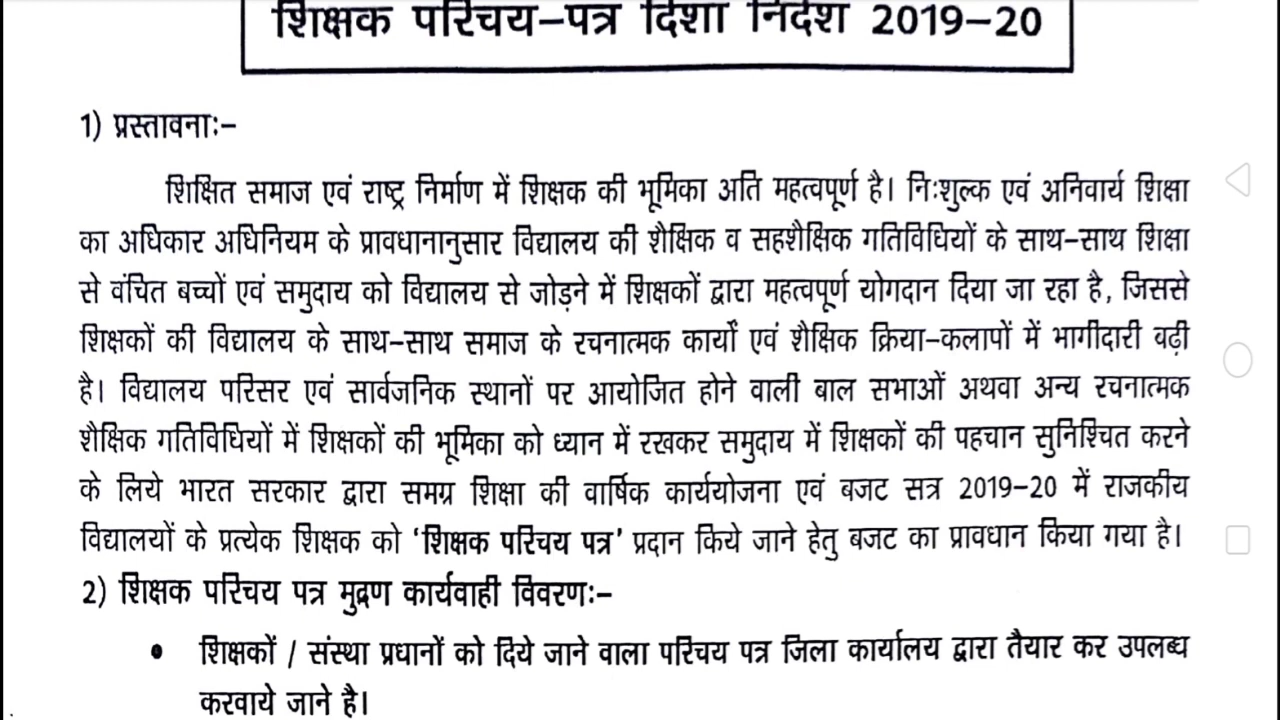 शिक्षक परिचय–पत्र दिशा निर्देश 2019–20
1) प्रस्तावनाः–
शिक्षित समाज एवं राष्ट्र निर्माण में शिक्षक की भूमिका अति महत्वपूर्ण है। निःशुल्क एवं अनिवार्य शिक्षा
का अधिकार अधिनियम के प्रावधानानुसार विद्यालय की शैक्षिक व सहशैक्षिक गतिविधियों के साथ–साथ शिक्षा
से वंचित बच्चों एवं समुदाय को विद्यालय से जोड़ने में शिक्षकों द्वारा महत्वपूर्ण योगदान दिया जा रहा है, जिससे
शिक्षकों की विद्यालय के साथ–साथ समाज के रचनात्मक कार्यों एवं शैक्षिक क्रिया–कलापों में भागीदारी बढ़ी
है। विद्यालय परिसर एवं सार्वजनिक स्थानों पर आयोजित होने वाली बाल सभाओं अथवा अन्य रचनात्मक
शैक्षिक गतिविधियों में शिक्षकों की भूमिका को ध्यान में रखकर समुदाय में शिक्षकों की पहचान सुनिश्चित करने
के लिये भारत सरकार द्वारा समग्र शिक्षा की वार्षिक कार्ययोजना एवं बजट सत्र 2019–20 में राजकीय
विद्यालयों के प्रत्येक शिक्षक को ‘शिक्षक परिचय पत्र’ प्रदान किये जाने हेतु बजट का प्रावधान किया गया है।
2) शिक्षक परिचय पत्र मुद्रण कार्यवाही विवरणः–
• शिक्षकों / संस्था प्रधानों को दिये जाने वाला परिचय पत्र जिला कार्यालय द्वारा तैयार कर उपलब्ध
करवाये जाने है।